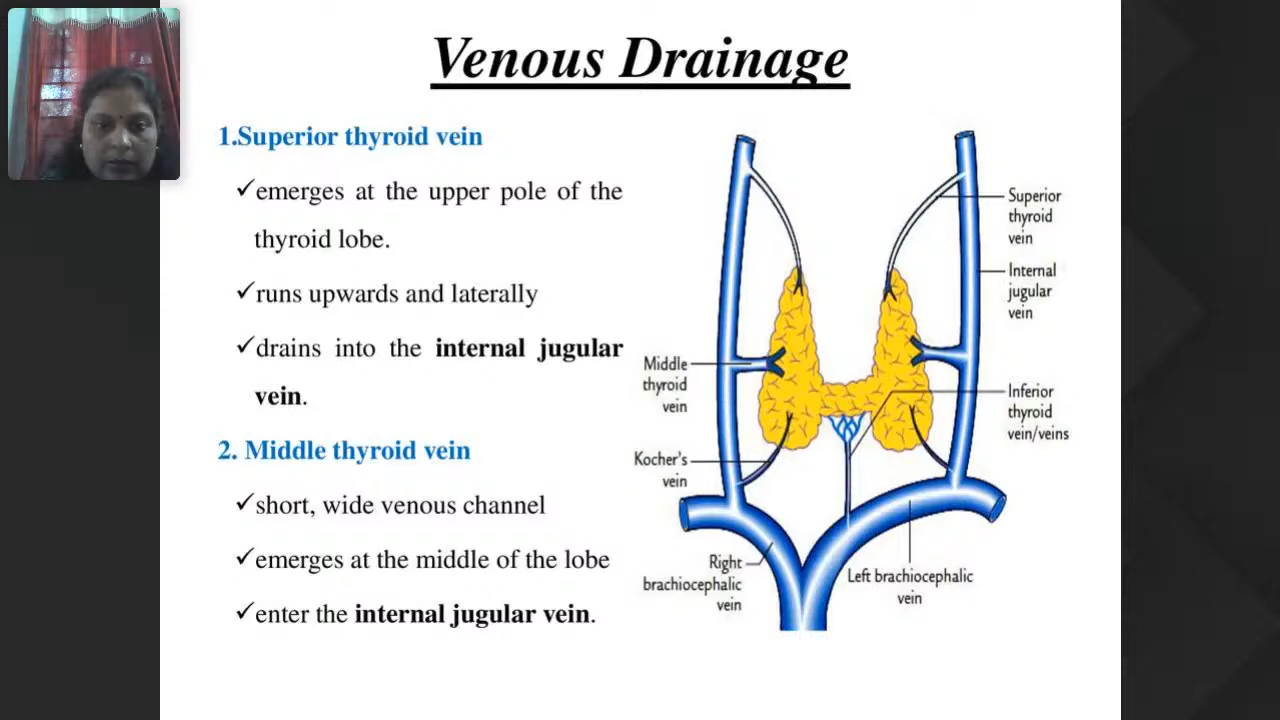 Venous Drainage
1.Superior thyroid vein
✓emerges at the upper pole of the
thyroid lobe.
✓runs upwards and laterally
✓drains into the internal jugular
vein.
2. Middle thyroid vein
✓short, wide venous channel
✓emerges at the middle of the lobe
✓enter the internal jugular vein.
Superior
thyroid
vein
Internal
jugular
vein
Middle
thyroid
vein
Inferior
thyroid
vein/veins
Kocher's
vein
Right
brachiocephalic
vein
Left brachiocephalic
vein